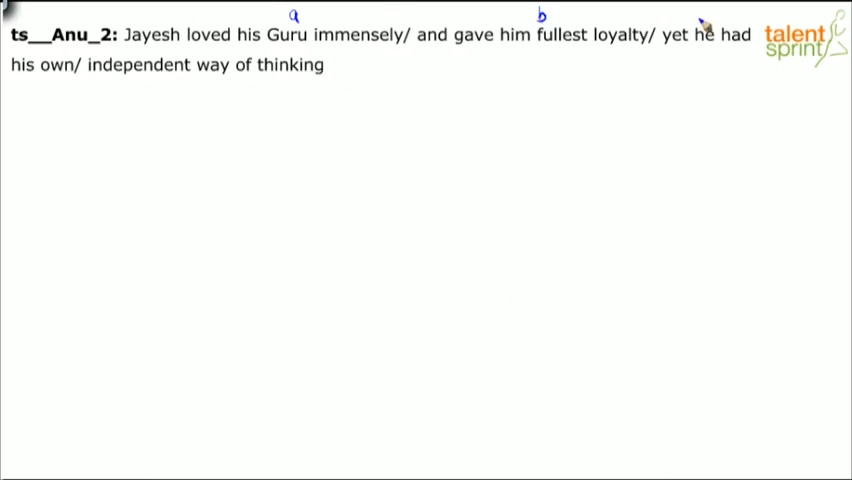 a b
ts__Anu_2: Jayesh loved his Guru immensely/ and gave him fullest loyalty/ yet he had
his own/ independent way of thinking
talent
sprint